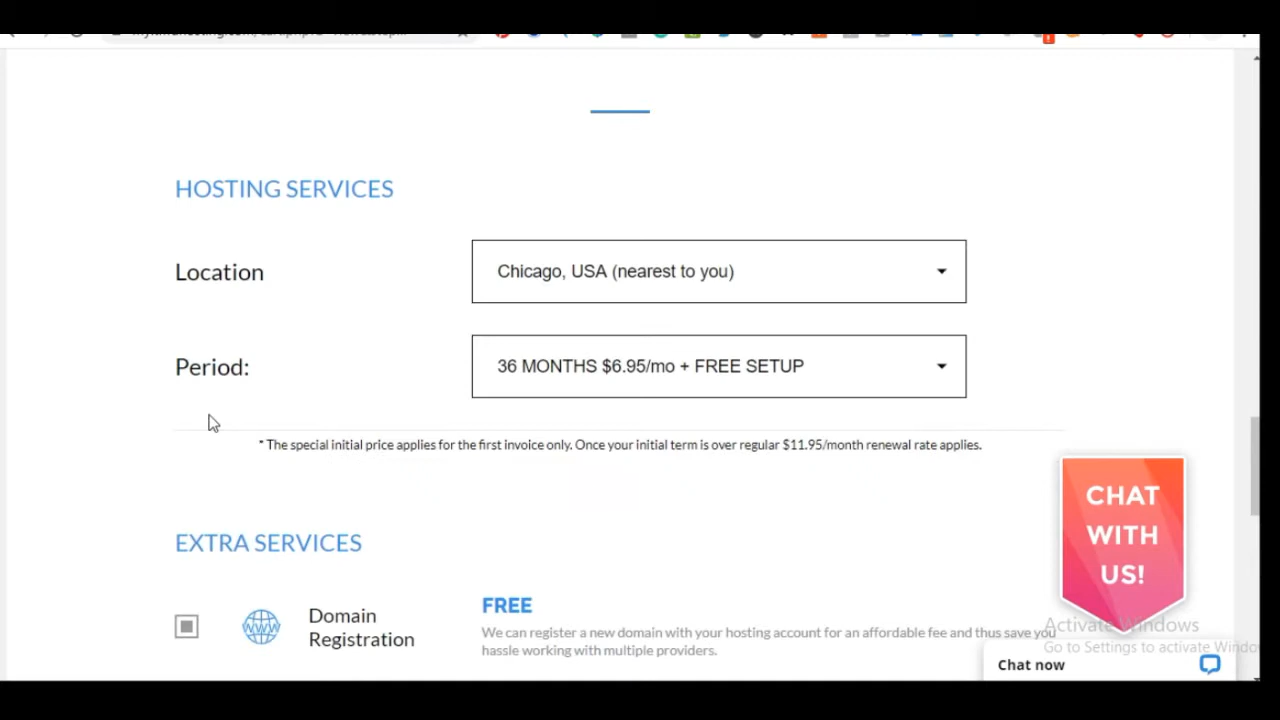 HOSTING SERVICES
Location
Chicago, USA (nearest to you)
Period:
36 MONTHS $6.95/mo + FREE SETUP
* The special initial price applies for the first invoice only. Once your initial term is over regular $11.95/month renewal rate applies.
CHAT
WITH
US!
EXTRA SERVICES
Domain
Registration
FREE
We can register a new domain with your hosting account for an affordable fee and thus save you
hassle working with multiple providers.
Activate Windows
Go to Settings to activate Windo
Chat now